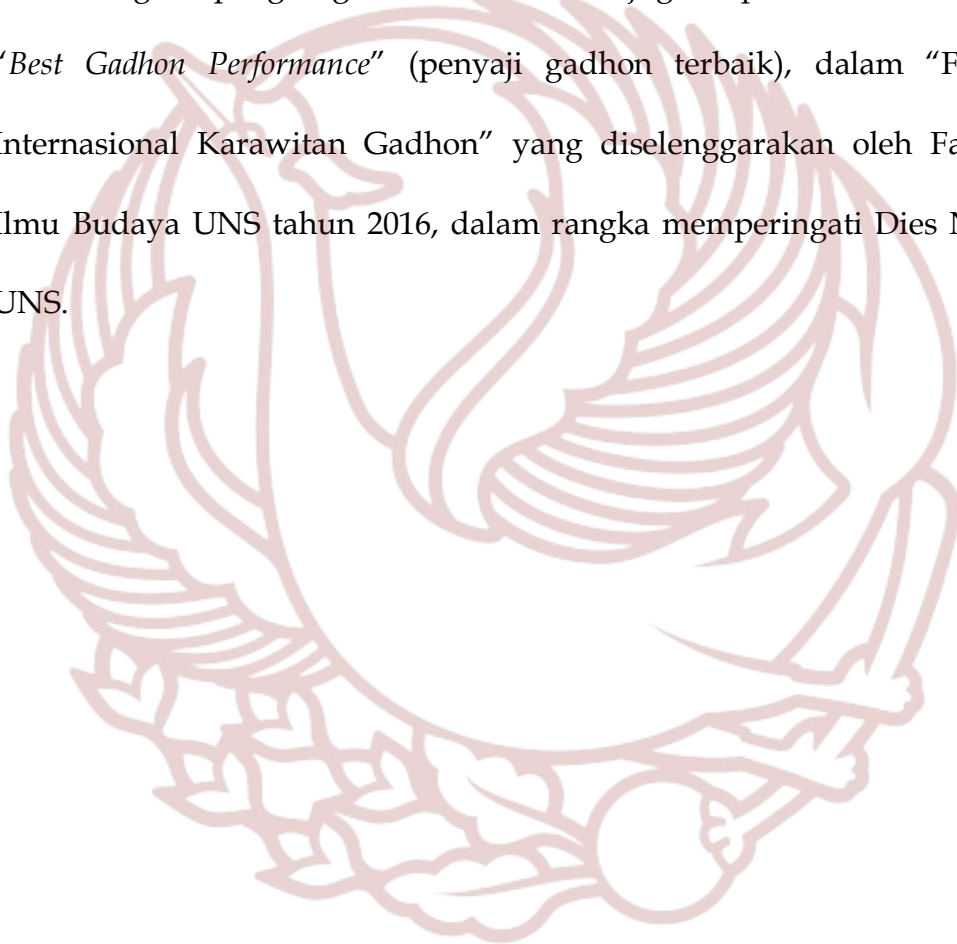 “Best Gadhon Performance” (penyaji gadhon terbaik), dalam “F
Internasional Karawitan Gadhon” yang diselenggarakan oleh Fa
Ilmu Budaya UNS tahun 2016, dalam rangka memperingati Dies N
UNS.